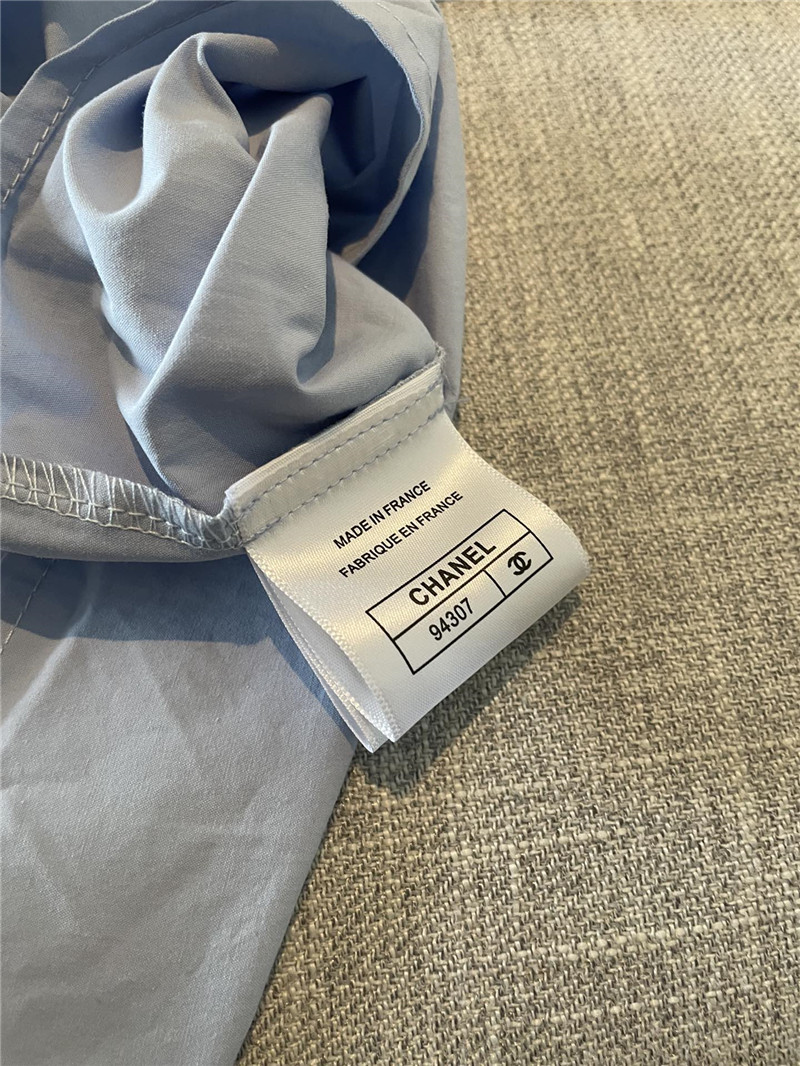 MADE IN FRANCE
FABRIQUE EN FRANCE
CHANEL
94307